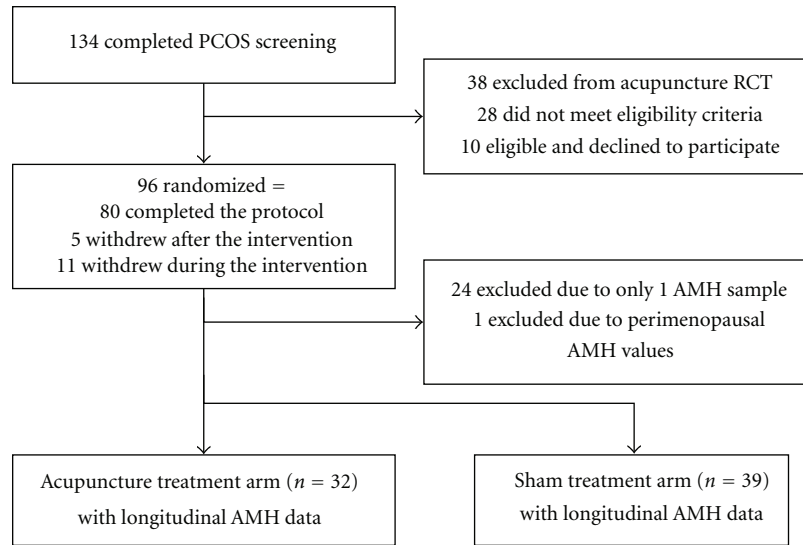 134 completed PCOS screening
38 excluded from acupuncture RCT
28 did not meet eligibility criteria
10 eligible and declined to participate
96 randomized =
80 completed the protocol
5 withdrew after the intervention
11 withdrew during the intervention
24 excluded due to only 1 AMH sample
1 excluded due to perimenopausal
AMH values
Acupuncture treatment arm (n = 32)
with longitudinal AMH data
Sham treatment arm (n = 39)
with longitudinal AMH data